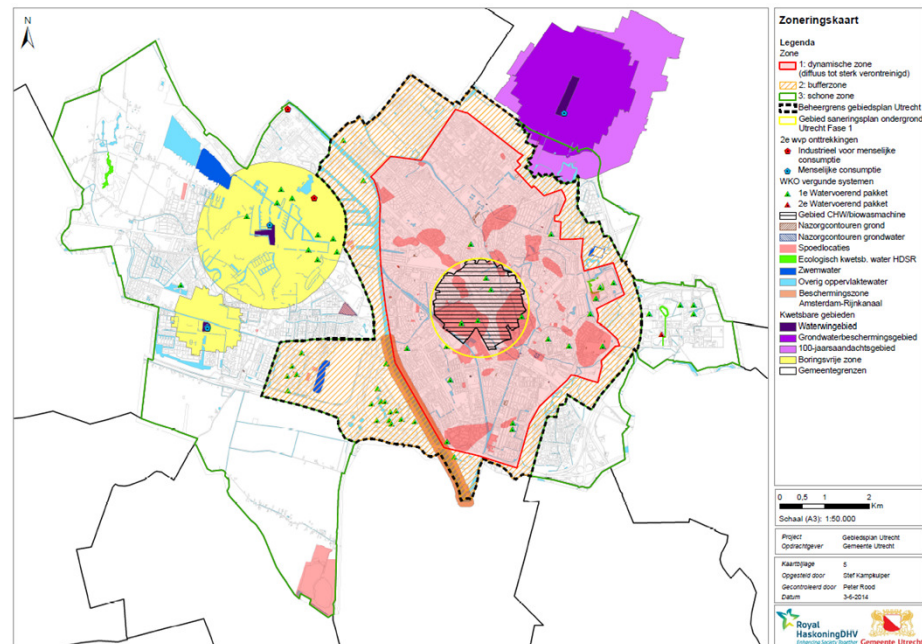 N
Zoneringskaart
Legenda
Zone
1: dynamische zone
(diffuus tot sterk verontreinigd)
2: bufferzone
3: schone zone
Beheergrens gebiedsplan Utrecht
Gebied saneringsplan ondergrond
Utrecht Fase 1
2e wvp onttrekkingen
Industrieel voor menselijke
consumptie
Menselijke consumptie
WKO vergunde systemen
1e Watervoerend pakket
2e Watervoerend pakket
Gebied CHW/biowasmachine
Nazorgcontouren grond
Nazorgcontouren grondwater
Spoedlocaties
Ecologisch kwetsb. water HDSR
Zwemwater
Overig oppervlaktewater
Beschermingszone
Amsterdam-Rijnkanaal
Kwetsbare gebieden
Waterwingebied
Grondwaterbeschermingsgebied
100-jaarsaandachtsgebied
Boringsvrije zone
Gemeentegrenzen
0 0.5 1 2
Km
Schaal (A3): 1:50.000
Project Gebiedsplan Utrecht
Opdrachtgever Gemeente Utrecht
Kaartbijlage 5
Opgesteld door Stef Kampkuiper
Gecontroleerd door Peter Rood
Datum 3-6-2014
Royal
HaskoningDHV
Enhancing Society Together
Gemeente Utrecht